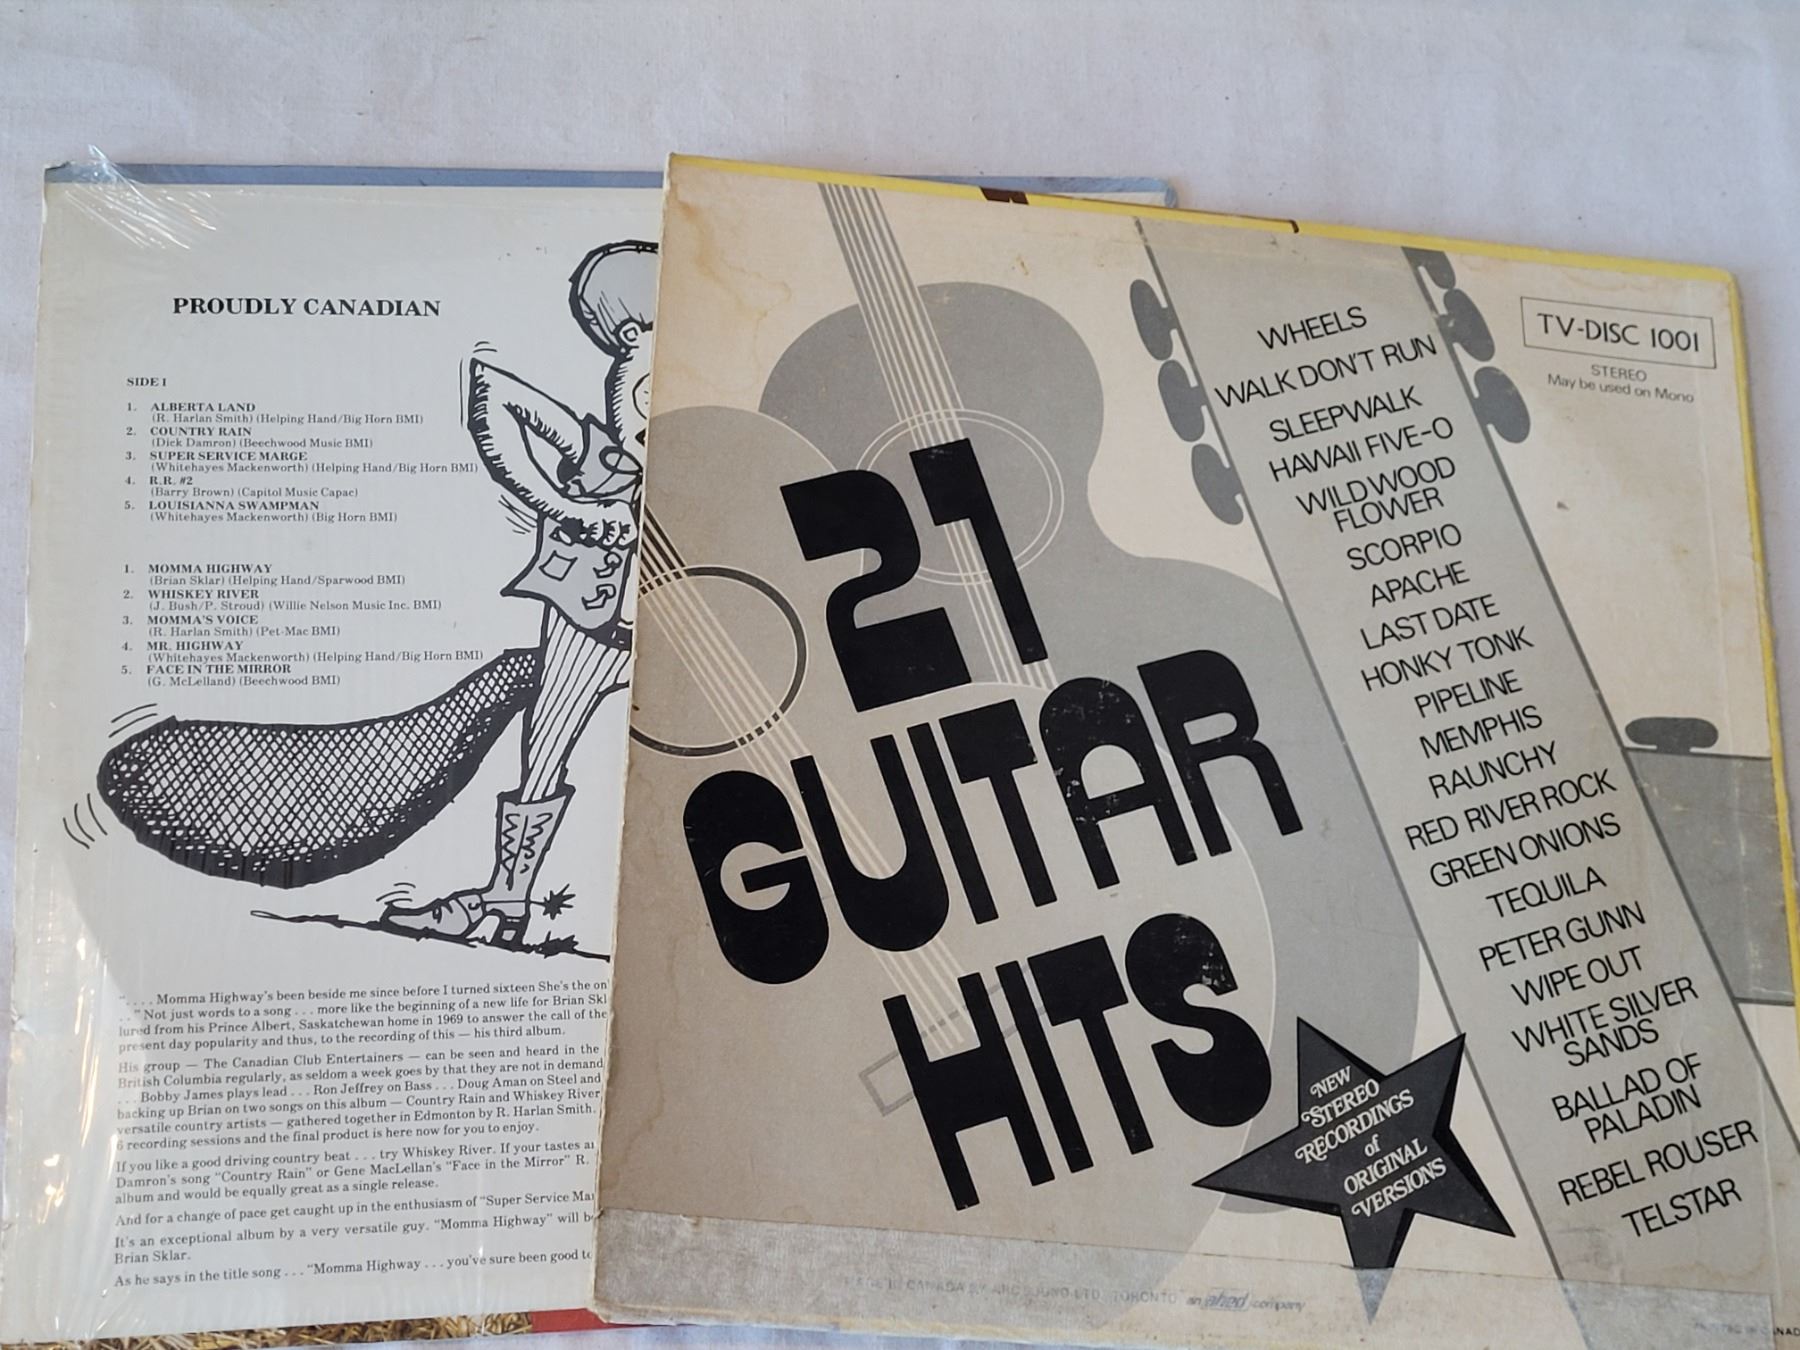 PROUDLY CANADIAN
SIDE I
1. ALBERTA LAND
(R. Harlan Smith) (Helping Hand/Big Horn BMI)
2. COUNTRY RAIN
(Dick Damron) (Beechwood Music BMI)
3. SUPER SERVICE MARGE
(Whitehayes Mackenworth) (Helping Hand/Big Horn BMI)
4. R.R. #2
(Barry Brown) (Capitol Music Capac)
5. LOUISIANNA SWAMPMAN
(Whitehayes Mackenworth) (Big Horn BMI)
1. MOMMA HIGHWAY
(Brian Sklar) (Helping Hand/Sparwood BMI)
2. WHISKEY RIVER
(J. Bush/P. Stroud) (Willie Nelson Music Inc. BMI)
3. MOMMA'S VOICE
(R. Harlan Smith) (Pet-Mac BMI)
4. MR. HIGHWAY
(Whitehayes Mackenworth) (Helping Hand/Big Horn BMI)
5. FACE IN THE MIRROR
(G. McLelland) (Beechwood BMI)
". . . . Momma Highway's been beside me since before I turned sixteen She's the on
. ." Not just words to a song . . . more like the beginning of a new life for Brian Skl
lured from his Prince Albert, Saskatchewan home in 1969 to answer the call of the
present day popularity and thus, to the recording of this — his third album.
His group — The Canadian Club Entertainers — can be seen and heard in the
British Columbia regularly, as seldom a week goes by that they are not in demand
. . . Bobby James plays lead . . . Ron Jeffrey on Bass . . . Doug Aman on Steel and
backing up Brian on two songs on this album — Country Rain and Whiskey River
versatile country artists — gathered together in Edmonton by R. Harlan Smith.
6 recording sessions and the final product is here now for you to enjoy.
If you like a good driving country beat . . . try Whiskey River. If your tastes a
Damron's song "Country Rain" or Gene MacLellan's "Face in the Mirror" R.
album and would be equally great as a single release.
And for a change of pace get caught up in the enthusiasm of "Super Service Ma
It's an exceptional album by a very versatile guy. "Momma Highway" will b
Brian Sklar.
As he says in the title song . . . "Momma Highway . . . you've sure been good to
21
GUITAR
HITS
WHEELS
WALK DON'T RUN
SLEEPWALK
HAWAII FIVE-O
WILDWOOD
FLOWER
SCORPIO
APACHE
LAST DATE
HONKY TONK
PIPELINE
MEMPHIS
RAUNCHY
RED RIVER ROCK
GREEN ONIONS
TEQUILA
PETER GUNN
WIPE OUT
WHITE SILVER
SANDS
BALLAD OF
PALADIN
REBEL ROUSER
TELSTAR
TV-DISC 1001
STEREO
May be used on Mono
NEW
STEREO
RECORDINGS
of
ORIGINAL
VERSIONS
MADE IN CANADA BY ARC SOUND LTD. TORONTO an ahed company
PRINTED IN CANAD